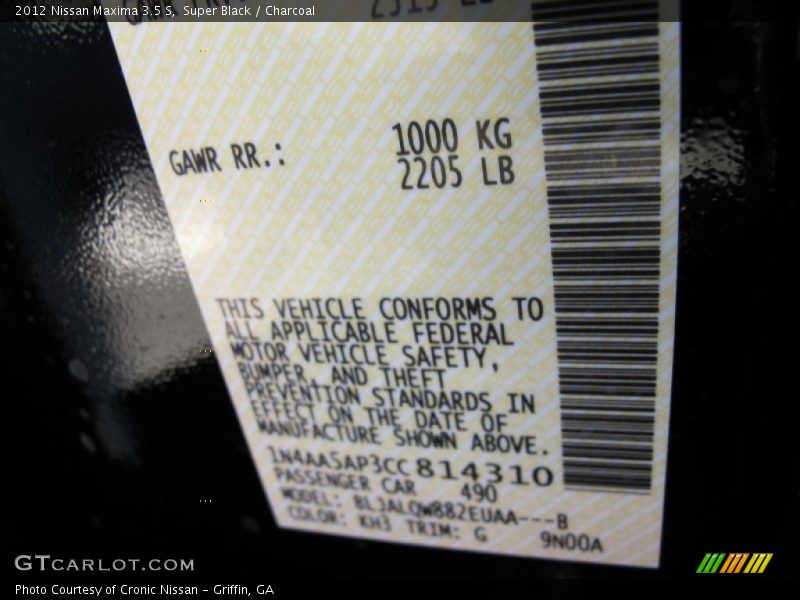 2012 Nissan Maxima 3.5 S, Super Black / Charcoal
GAWR RR.: 1000 KG
2205 LB
THIS VEHICLE CONFORMS TO
ALL APPLICABLE FEDERAL
MOTOR VEHICLE SAFETY,
BUMPER, AND THEFT
PREVENTION STANDARDS IN
EFFECT ON THE DATE OF
MANUFACTURE SHOWN ABOVE.
1N4AA5AP3CC814310
PASSENGER CAR 490
MODEL: BLJALQW882EUAA---B
COLOR: KH3 TRIM: G 9N00A
GTCARLOT.COM
Photo Courtesy of Cronic Nissan - Griffin, GA